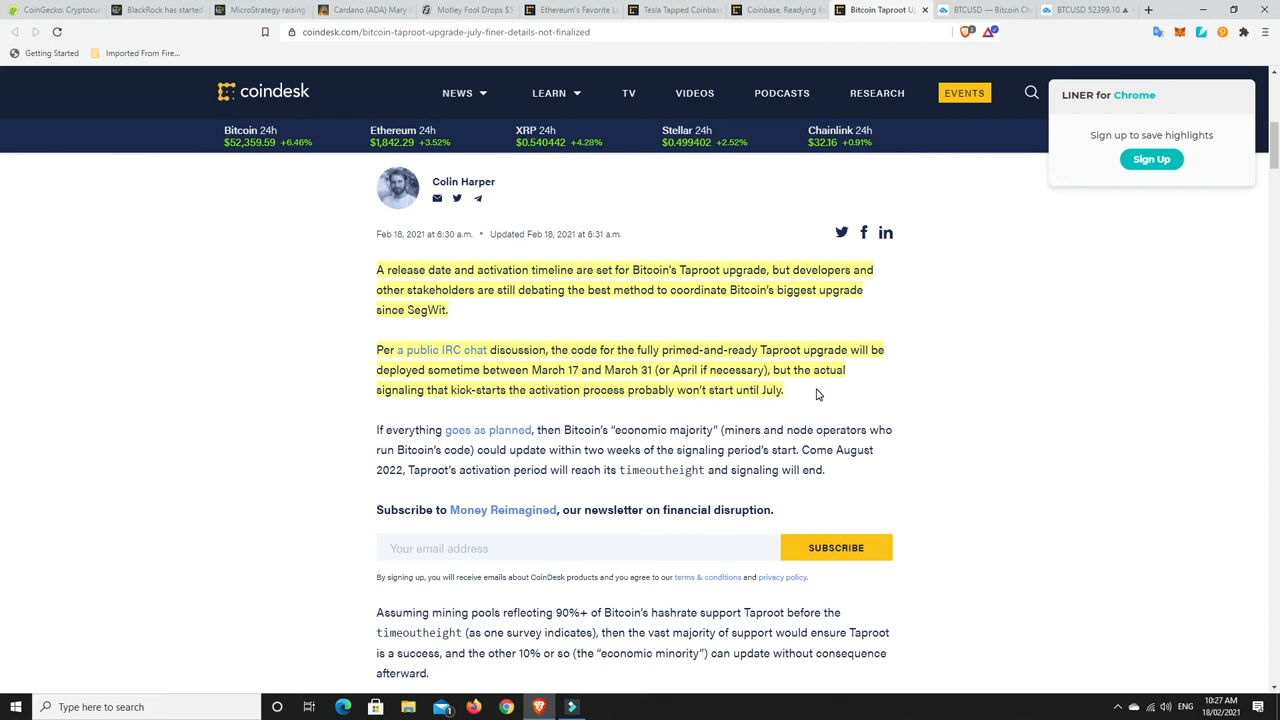 CoinGecko: Cryptocur
BlackRock has started
MicroStrategy raising
Cardano (ADA) Mary
Motley Fool Drops $5
Ethereum's Favorite L
Tesla Tapped Coinbase
Coinbase, Readying for
Bitcoin Taproot U
BTCUSD — Bitcoin Ch
BTCUSD 52399.10
coindesk.com/bitcoin-taproot-upgrade-july-finer-details-not-finalized
Getting Started
Imported From Fire...
coindesk
NEWS
LEARN
TV
VIDEOS
PODCASTS
RESEARCH
EVENTS
LINER for Chrome
Sign up to save highlights
Sign Up
Bitcoin 24h
$52,359.59 +6.46%
Ethereum 24h
$1,842.29 +3.52%
XRP 24h
$0.540442 +4.28%
Stellar 24h
$0.499402 +2.52%
Chainlink 24h
$32.16 +0.91%
Colin Harper
Feb 18, 2021 at 6:30 a.m. • Updated Feb 18, 2021 at 6:31 a.m.
A release date and activation timeline are set for Bitcoin's Taproot upgrade, but developers and
other stakeholders are still debating the best method to coordinate Bitcoin's biggest upgrade
since SegWit.
Per a public IRC chat discussion, the code for the fully primed-and-ready Taproot upgrade will be
deployed sometime between March 17 and March 31 (or April if necessary), but the actual
signaling that kick-starts the activation process probably won't start until July.
If everything goes as planned, then Bitcoin's “economic majority” (miners and node operators who
run Bitcoin's code) could update within two weeks of the signaling period's start. Come August
2022, Taproot's activation period will reach its timeoutheight and signaling will end.
Subscribe to Money Reimagined, our newsletter on financial disruption.
Your email address
SUBSCRIBE
By signing up, you will receive emails about CoinDesk products and you agree to our terms & conditions and privacy policy.
Assuming mining pools reflecting 90%+ of Bitcoin's hashrate support Taproot before the
timeoutheight (as one survey indicates), then the vast majority of support would ensure Taproot
is a success, and the other 10% or so (the “economic minority”) can update without consequence
afterward.
Type here to search
ENG
10:27 AM
18/02/2021